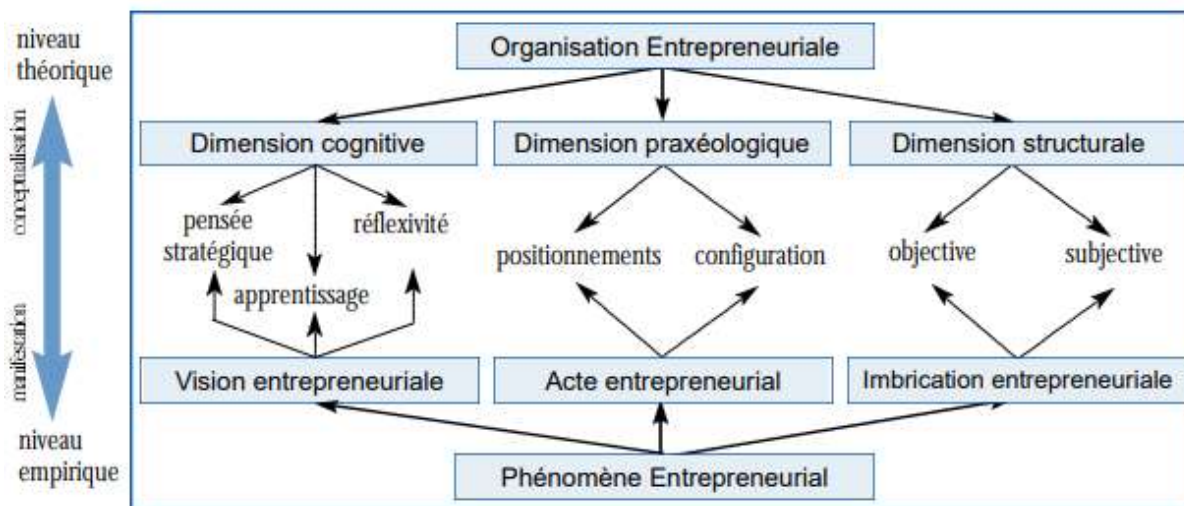 niveau
théorique
conceptualisation
manifestation
niveau
empirique
Organisation Entrepreneuriale
Dimension cognitive
Dimension praxéologique
Dimension structurale
pensée
stratégique
réflexivité
apprentissage
positionnements
configuration
objective
subjective
Vision entrepreneuriale
Acte entrepreneurial
Imbrication entrepreneuriale
Phénomène Entrepreneurial